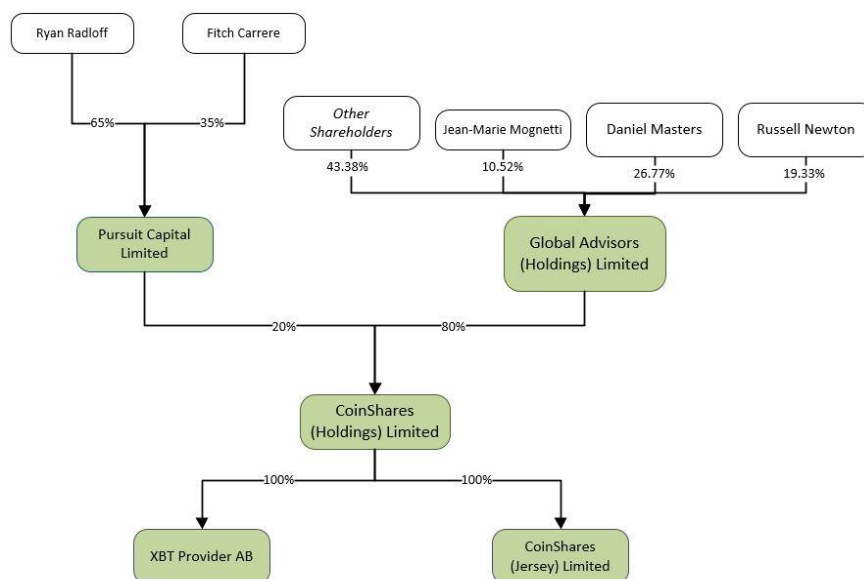 Ryan Radloff
Fitch Carrere
65%
35%
Other
Shareholders
Jean-Marie Mognetti
Daniel Masters
Russell Newton
43.38%
10.52%
26.77%
19.33%
Pursuit Capital
Limited
Global Advisors
(Holdings) Limited
20%
80%
CoinShares
(Holdings) Limited
100%
100%
XBT Provider AB
CoinShares
(Jersey) Limited